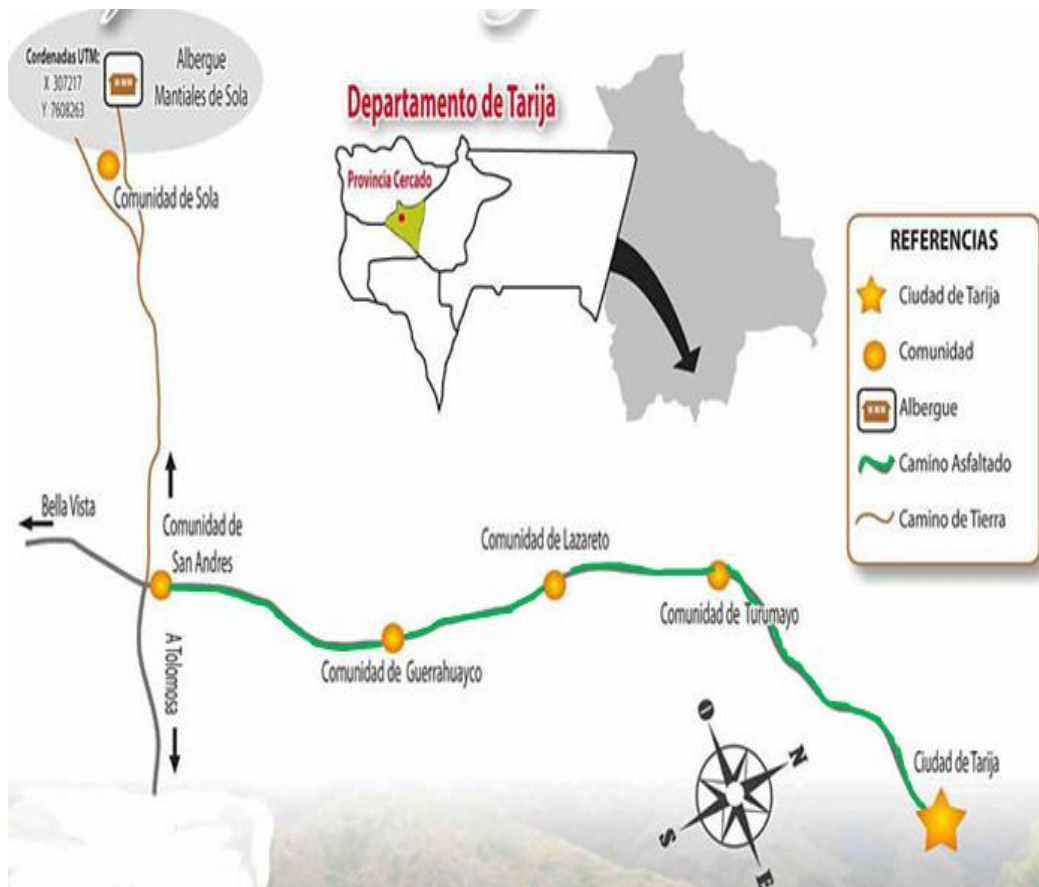 Cordenadas UTM:
X 307217
Y 7608263
Albergue
Mantiales de Sola
Comunidad de Sola
Departamento de Tarija
Provincia Cercado
REFERENCIAS
Ciudad de Tarija
Comunidad
Albergue
Camino Asfaltado
Camino de Tierra
Bella Vista
Comunidad de
San Andres
A Tolomosa
Comunidad de Guerrahuayco
Comunidad de Lazareto
Comunidad de Turumayo
Ciudad de Tarija
O
N
S
E